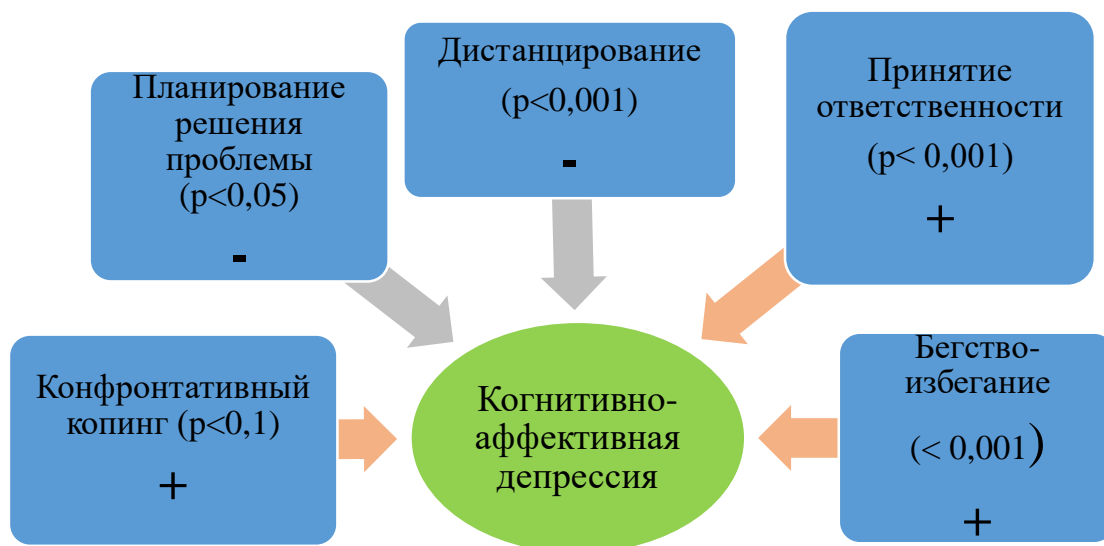 Планирование
решения
проблемы
(p<0,05)
-
Дистанцирование
(p<0,001)
-
Принятие
ответственности
(p< 0,001)
+
Конфронтативный
копинг (p<0,1)
+
Когнитивно-
аффективная
депрессия
Бегство-
избегание
(< 0,001)
+